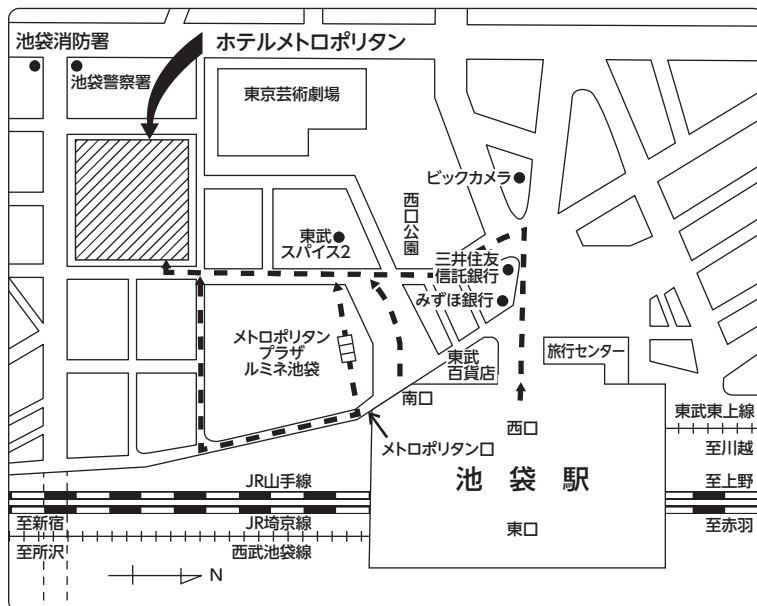 池袋消防署
ホテルメトロポリタン
池袋警察署
東京芸術劇場
ビックカメラ
西口公園
東武
スパイス2
三井住友
信託銀行
みずほ銀行
メトロポリタン
プラザ
ルミネ池袋
東武
百貨店
旅行センター
南口
西口
東武東上線
メトロポリタン口
至川越
池袋駅
JR山手線
至上野
至新宿
JR埼京線
東口
至赤羽
至所沢
西武池袋線
N